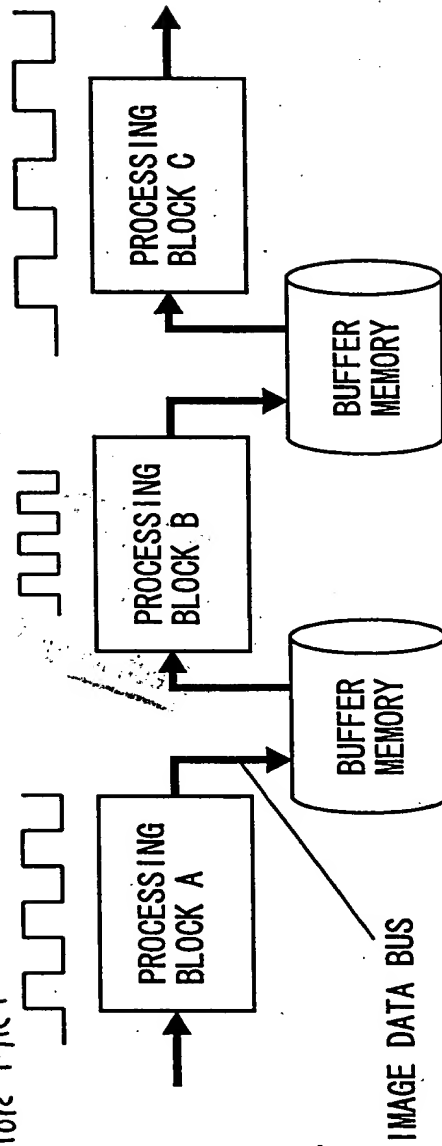 PROCESSING
BLOCK A
PROCESSING
BLOCK B
PROCESSING
BLOCK C
BUFFER
MEMORY
BUFFER
MEMORY
IMAGE DATA BUS